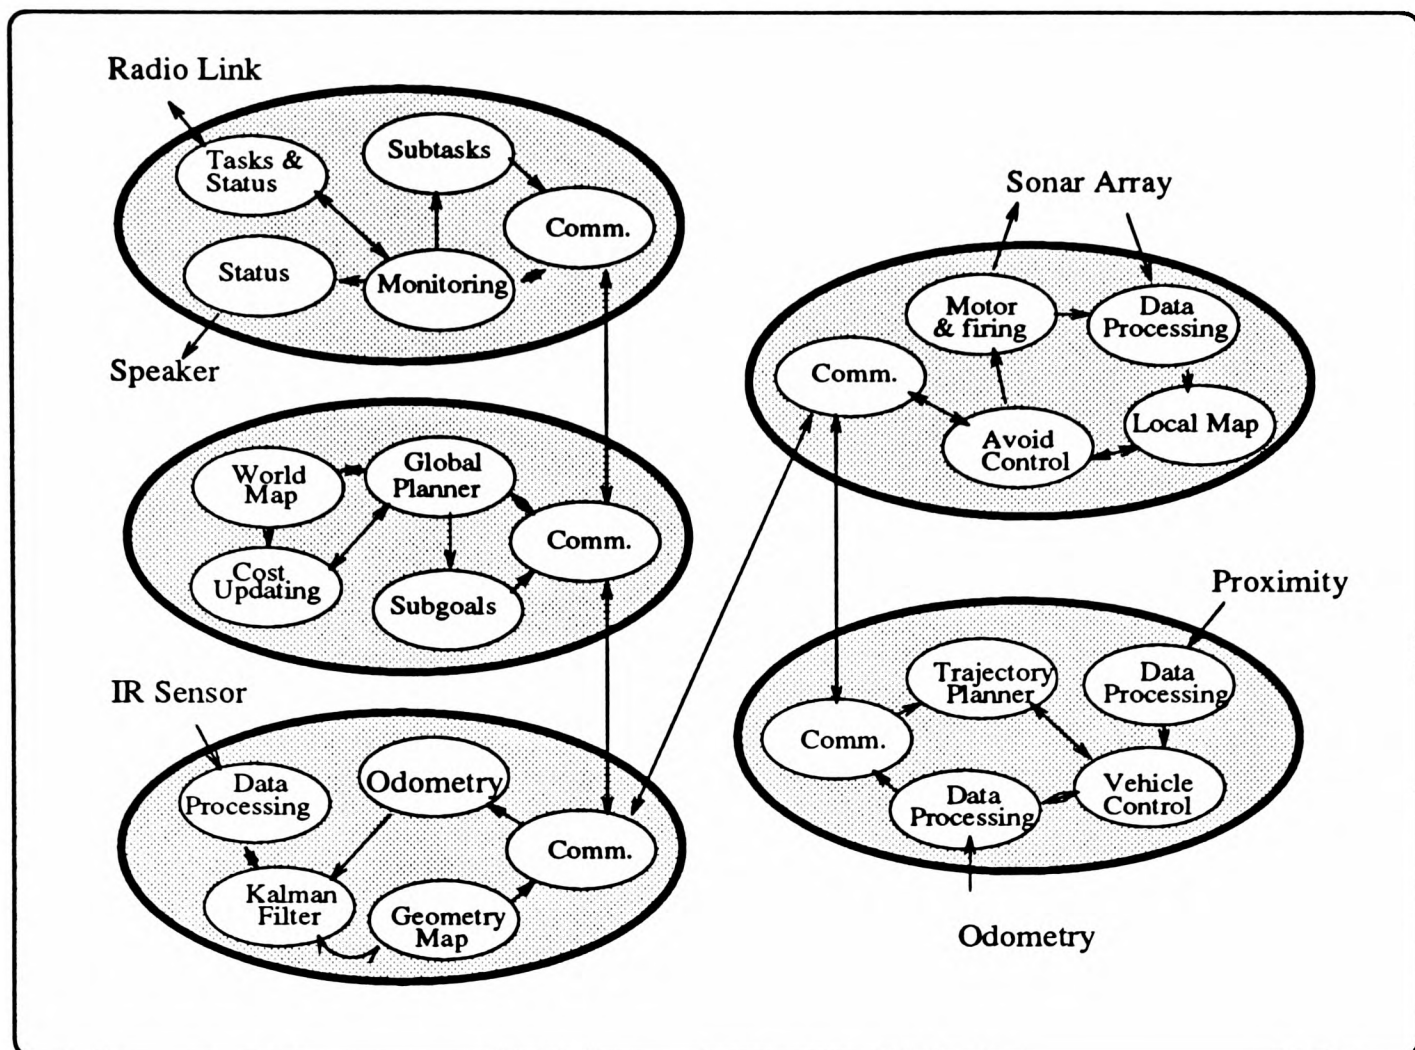 Radio Link
Tasks &
Status
Subtasks
Comm.
Status
Monitoring
Speaker
World
Map
Global
Planner
Comm.
Cost
Updating
Subgoals
IR Sensor
Data
Processing
Odometry
Comm.
Kalman
Filter
Geometry
Map
Sonar Array
Motor
& firing
Data
Processing
Comm.
Local Map
Avoid
Control
Proximity
Trajectory
Planner
Data
Processing
Comm.
Vehicle
Control
Data
Processing
Odometry